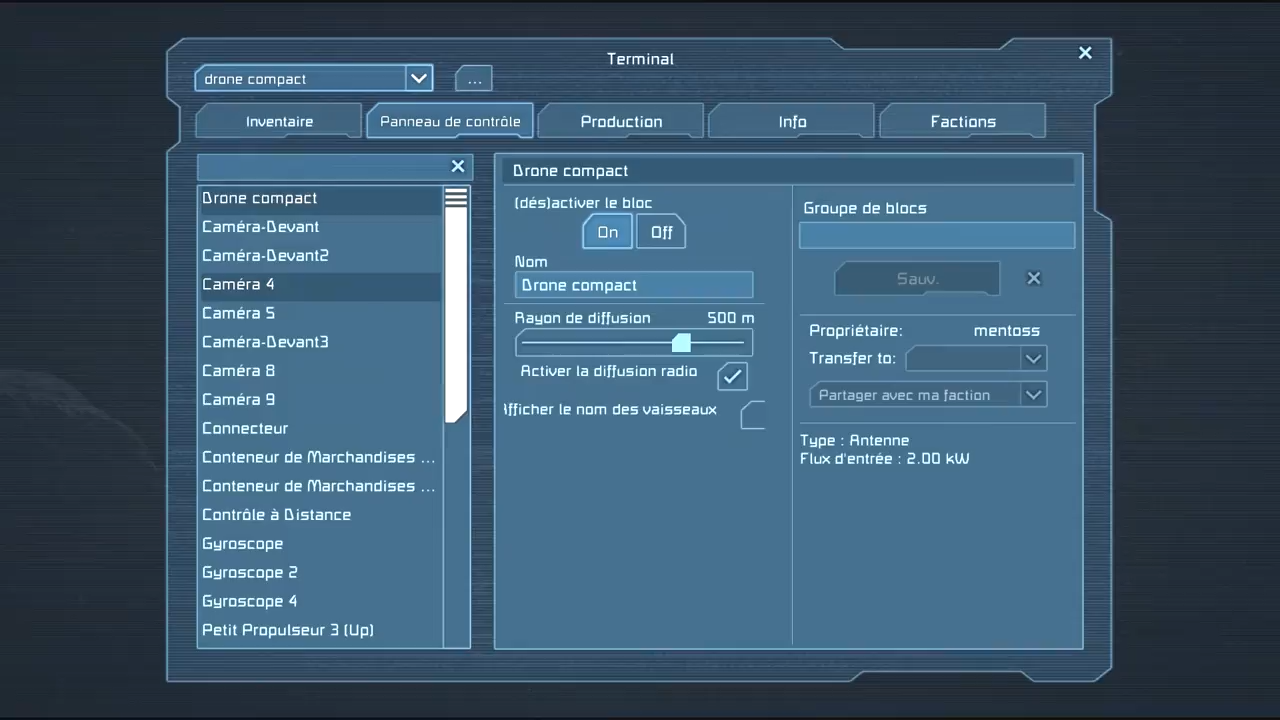 Terminal
drone compact
...
Inventaire
Panneau de contrôle
Production
Info
Factions
Drone compact
Caméra-Devant
Caméra-Devant2
Caméra 4
Caméra 5
Caméra-Devant3
Caméra 8
Caméra 9
Connecteur
Conteneur de Marchandises ...
Conteneur de Marchandises ...
Contrôle à Distance
Gyroscope
Gyroscope 2
Gyroscope 4
Petit Propulseur 3 (Up)
Drone compact
(dés)activer le bloc
On Off
Nom
Drone compact
Rayon de diffusion 500 m
Activer la diffusion radio
Afficher le nom des vaisseaux
Groupe de blocs
Sauv.
Propriétaire: mentoss
Transfer to:
Partager avec ma faction
Type : Antenne
Flux d'entrée : 2.00 kW